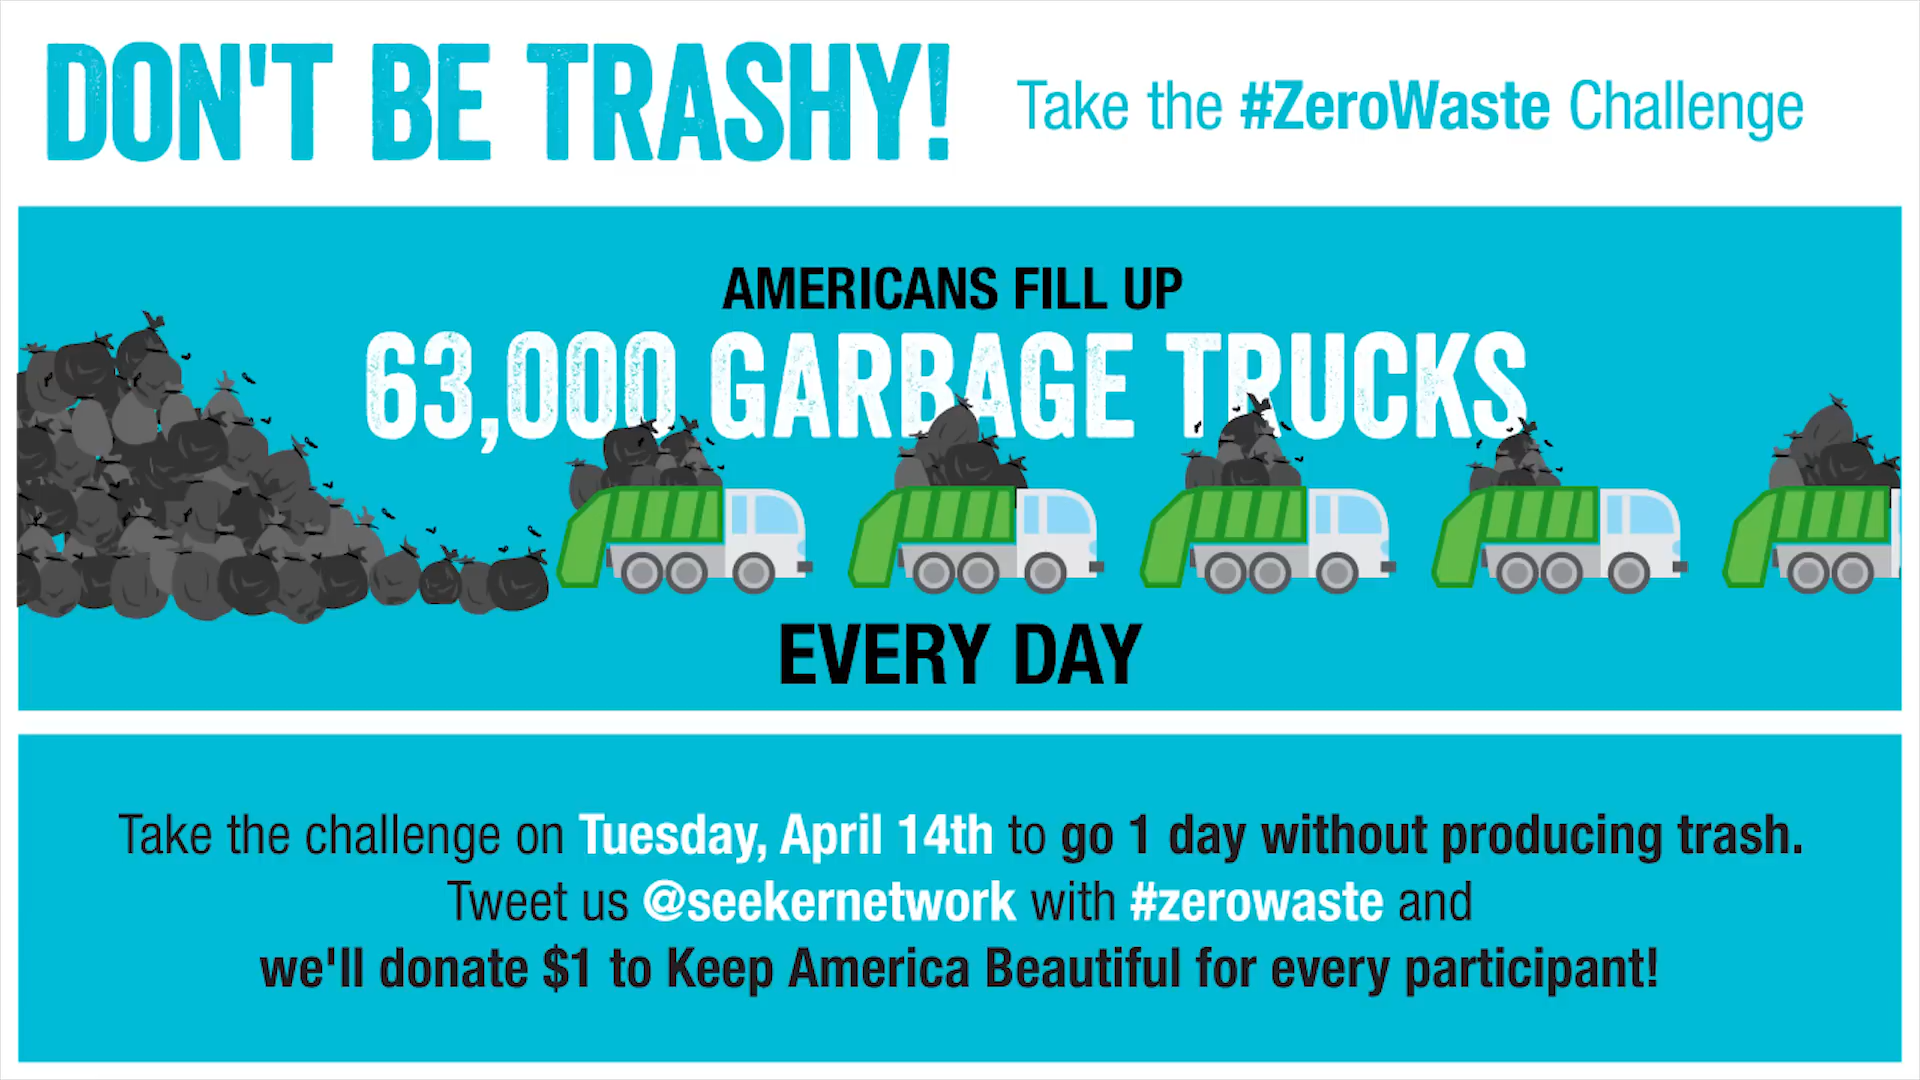 DON'T BE TRASHY!
Take the #ZeroWaste Challenge
AMERICANS FILL UP
63,000 GARBAGE TRUCKS
EVERY DAY
Take the challenge on Tuesday, April 14th to go 1 day without producing trash.
Tweet us @seekernetwork with #zerowaste and
we'll donate $1 to Keep America Beautiful for every participant!